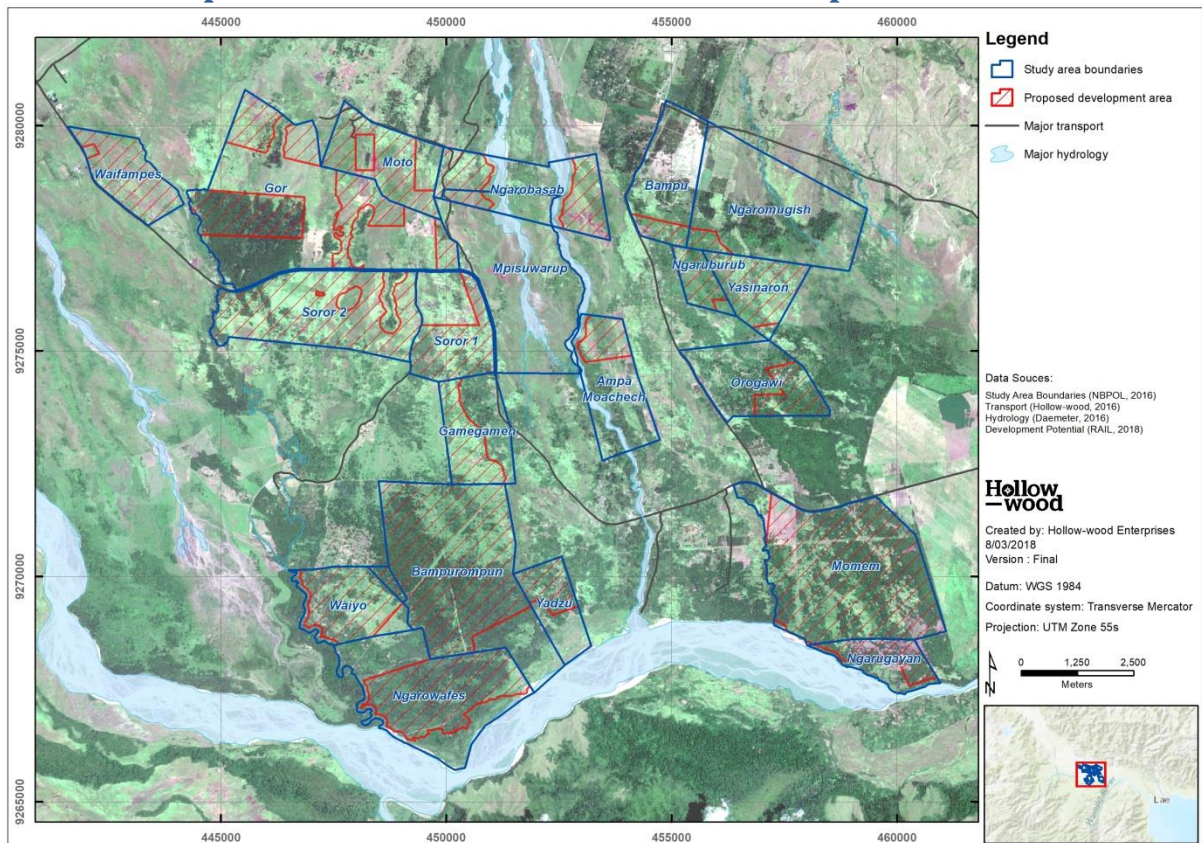 445000 450000 455000 460000
9280000
9275000
9270000
9265000
9280000
9275000
9270000
9265000
Waifampes
Gor
Moto
Ngarobasab
Bampu
Ngaromugish
Mpisuwarup
Ngaruburub
Yasinaron
Soror 2
Soror 1
Ampa
Moachech
Orogawi
Gamegamen
Bampurompun
Waiyo
Yadzu
Momem
Ngarowafes
Ngarugayan
445000 450000 455000 460000
Legend
Study area boundaries
Proposed development area
Major transport
Major hydrology
Data Souces:
Study Area Boundaries (NBPOL, 2016)
Transport (Hollow-wood, 2016)
Hydrology (Daemeter, 2016)
Development Potential (RAIL, 2018)
Hollow
-wood
Created by: Hollow-wood Enterprises
8/03/2018
Version : Final
Datum: WGS 1984
Coordinate system: Transverse Mercator
Projection: UTM Zone 55s
N
0 1,250 2,500
Meters
Lae